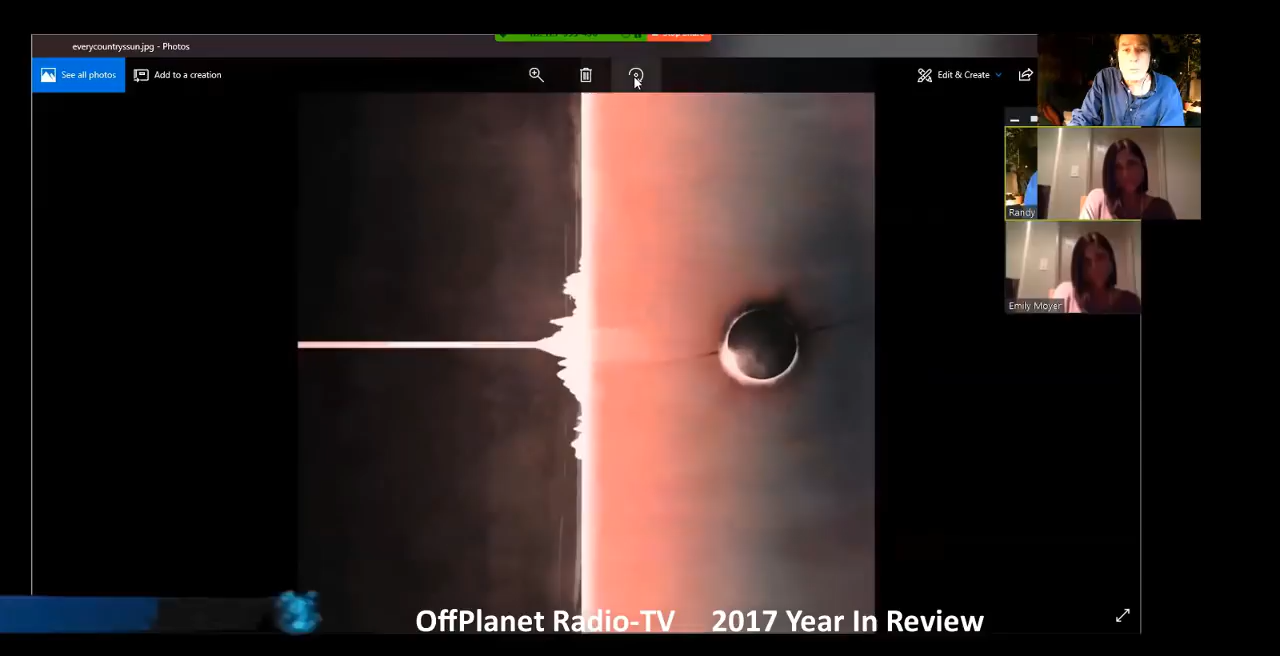 everycountryssun.jpg - Photos
See all photos
Add to a creation
Edit & Create
Randy
Emily Moyer
OffPlanet Radio-TV 2017 Year In Review